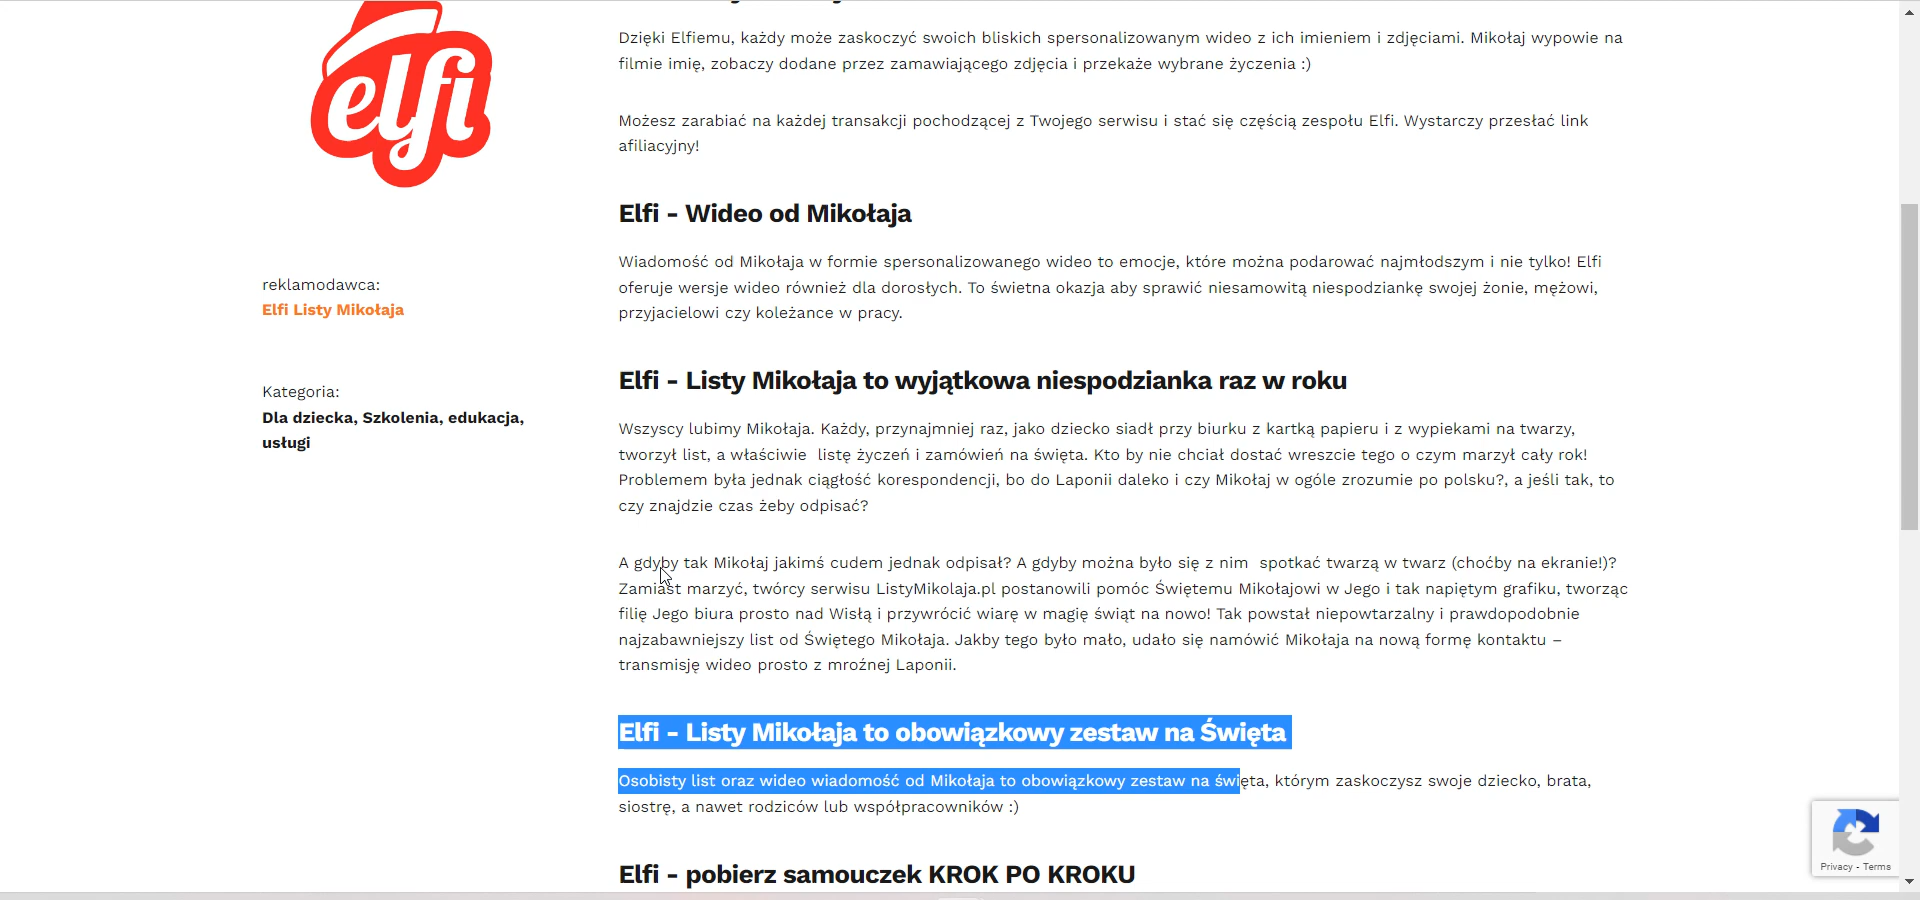 elfi
reklamodawca:
Elfi Listy Mikołaja
Kategoria:
Dla dziecka, Szkolenia, edukacja,
usługi
Dzięki Elfiemu, każdy może zaskoczyć swoich bliskich spersonalizowanym wideo z ich imieniem i zdjęciami. Mikołaj wypowie na
filmie imię, zobaczy dodane przez zamawiającego zdjęcia i przekaże wybrane życzenia :)
Możesz zarabiać na każdej transakcji pochodzącej z Twojego serwisu i stać się częścią zespołu Elfi. Wystarczy przesłać link
afiliacyjny!
Elfi - Wideo od Mikołaja
Wiadomość od Mikołaja w formie spersonalizowanego wideo to emocje, które można podarować najmłodszym i nie tylko! Elfi
oferuje wersje wideo również dla dorosłych. To świetna okazja aby sprawić niesamowitą niespodziankę swojej żonie, mężowi,
przyjacielowi czy koleżance w pracy.
Elfi - Listy Mikołaja to wyjątkowa niespodzianka raz w roku
Wszyscy lubimy Mikołaja. Każdy, przynajmniej raz, jako dziecko siadł przy biurku z kartką papieru i z wypiekami na twarzy,
tworzył list, a właściwie  listę życzeń i zamówień na święta. Kto by nie chciał dostać wreszcie tego o czym marzył cały rok!
Problemem była jednak ciągłość korespondencji, bo do Laponii daleko i czy Mikołaj w ogóle zrozumie po polsku?, a jeśli tak, to
czy znajdzie czas żeby odpisać?
A gdyby tak Mikołaj jakimś cudem jednak odpisał? A gdyby można było się z nim  spotkać twarzą w twarz (choćby na ekranie!)?
Zamiast marzyć, twórcy serwisu ListyMikolaja.pl postanowili pomóc Świętemu Mikołajowi w Jego i tak napiętym grafiku, tworząc
filię Jego biura prosto nad Wisłą i przywrócić wiarę w magię świąt na nowo! Tak powstał niepowtarzalny i prawdopodobnie
najzabawniejszy list od Świętego Mikołaja. Jakby tego było mało, udało się namówić Mikołaja na nową formę kontaktu –
transmisję wideo prosto z mroźnej Laponii.
Elfi - Listy Mikołaja to obowiązkowy zestaw na Święta
Osobisty list oraz wideo wiadomość od Mikołaja to obowiązkowy zestaw na święta, którym zaskoczysz swoje dziecko, brata,
siostrę, a nawet rodziców lub współpracowników :)
Elfi - pobierz samouczek KROK PO KROKU
Privacy - Terms